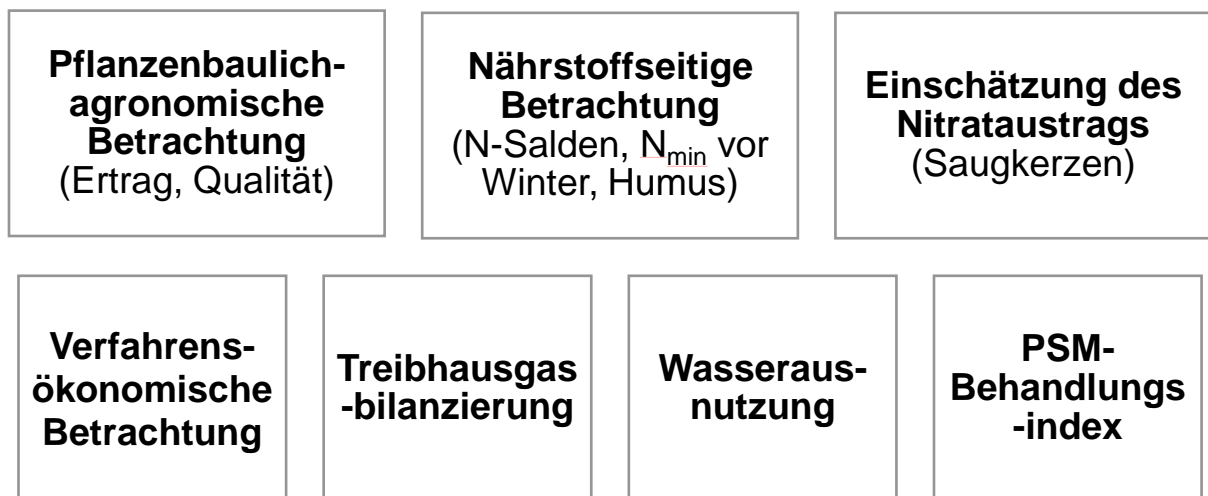 Pflanzenbaulich-
agronomische
Betrachtung
(Ertrag, Qualität)
Nährstoffseitige
Betrachtung
(N-Salden, Nmin vor
Winter, Humus)
Einschätzung des
Nitrataustrags
(Saugkerzen)
Verfahrens-
ökonomische
Betrachtung
Treibhausgas
-bilanzierung
Wasseraus-
nutzung
PSM-
Behandlungs
-index